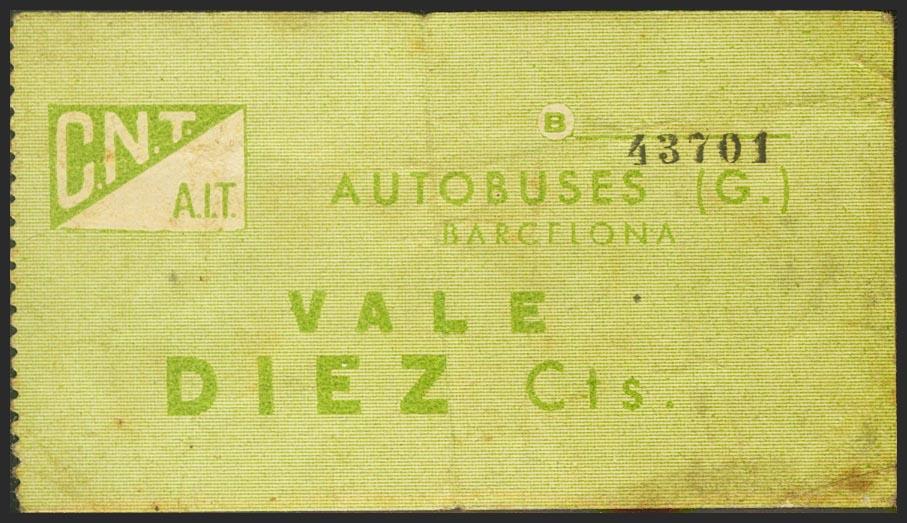 C.N.T.
A.I.T.
B
43701
AUTOBUSES (G.)
BARCELONA
VALE
DIEZ Cts.